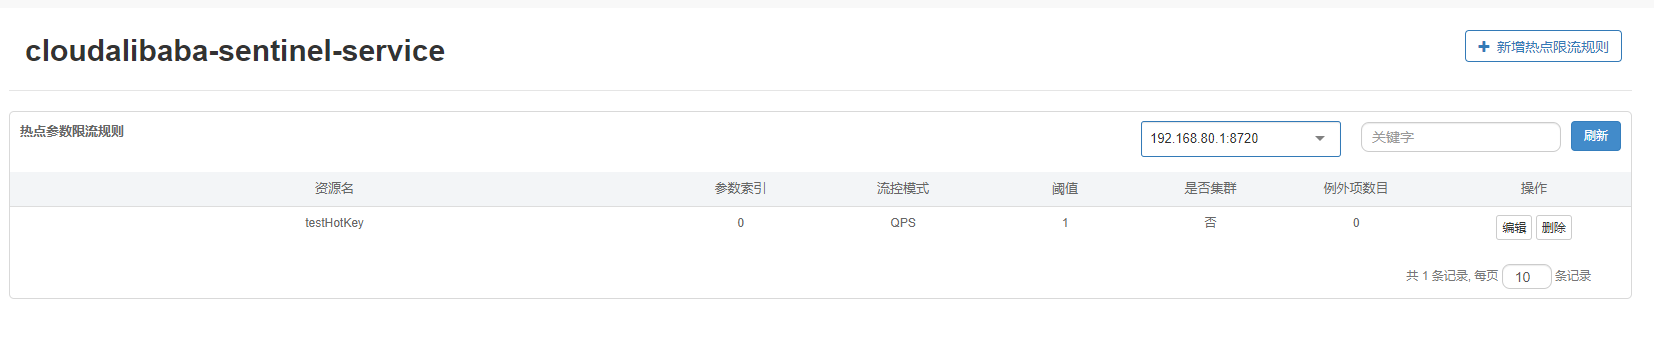 cloudalibaba-sentinel-service
+ 新增热点限流规则
热点参数限流规则
192.168.80.1:8720
关键字
刷新
资源名 参数索引 流控模式 阈值 是否集群 例外项数目 操作
testHotKey 0 QPS 1 否 0 编辑 删除
共 1 条记录, 每页 10 条记录